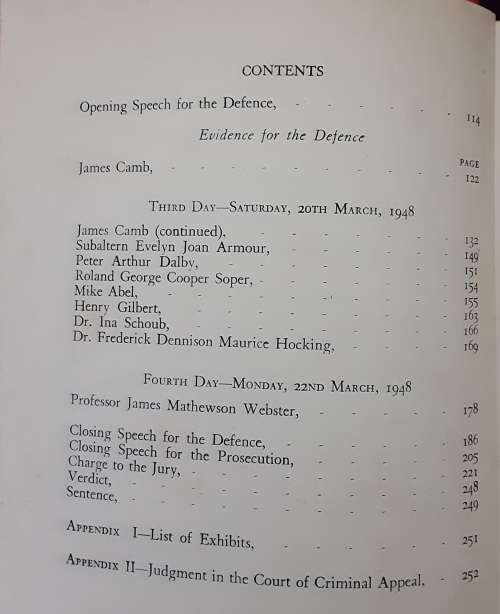 CONTENTS
Opening Speech for the Defence, - - - - - 114
Evidence for the Defence
PAGE
James Camb, - - - - - - - - - 122
THIRD DAY—SATURDAY, 20TH MARCH, 1948
James Camb (continued), - - - - - - 132
Subaltern Evelyn Joan Armour, - - - - - 149
Peter Arthur Dalby, - - - - - - - 151
Roland George Cooper Soper, - - - - - - 154
Mike Abel, - - - - - - - - - 155
Henry Gilbert, - - - - - - - - 163
Dr. Ina Schoub, - - - - - - - - 166
Dr. Frederick Dennison Maurice Hocking, - - - - 169
FOURTH DAY—MONDAY, 22ND MARCH, 1948
Professor James Mathewson Webster, - - - - 178
Closing Speech for the Defence, - - - - - 186
Closing Speech for the Prosecution, - - - - 205
Charge to the Jury, - - - - - - - 221
Verdict, - - - - - - - - - 248
Sentence, - - - - - - - - - 249
APPENDIX I—List of Exhibits, - - - - - 251
APPENDIX II—Judgment in the Court of Criminal Appeal, - 252